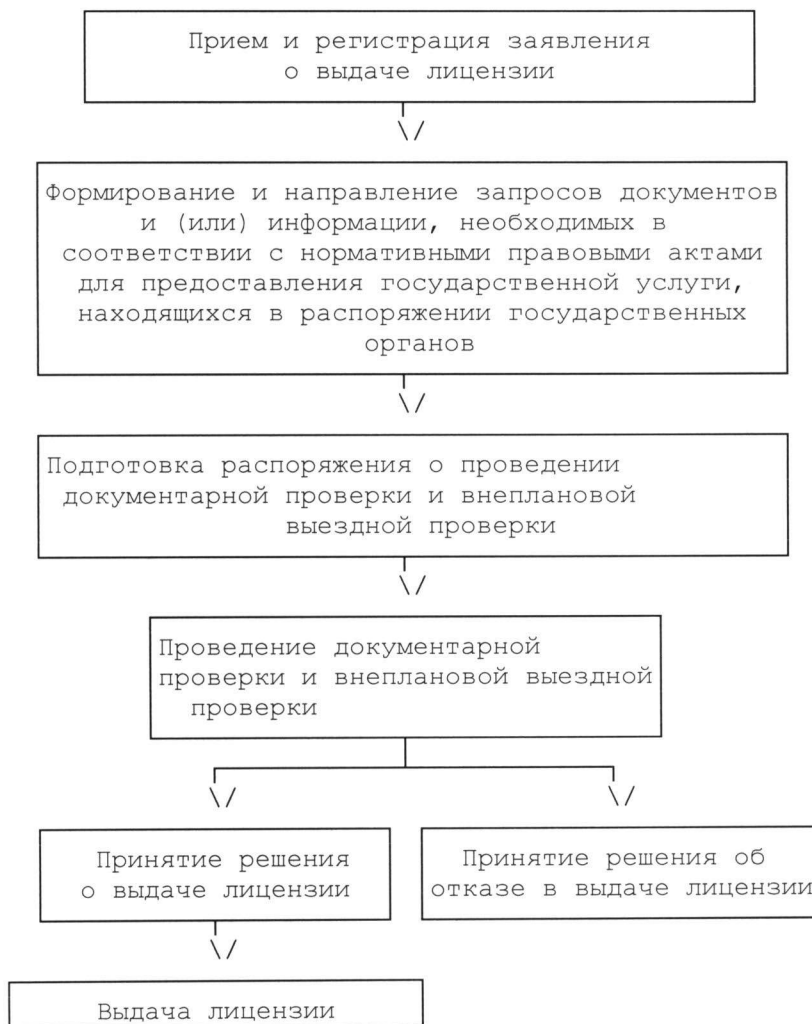 Прием и регистрация заявления
о выдаче лицензии
Формирование и направление запросов документов
и (или) информации, необходимых в
соответствии с нормативными правовыми актами
для предоставления государственной услуги,
находящихся в распоряжении государственных
органов
Подготовка распоряжения о проведении
документарной проверки и внеплановой
выездной проверки
Проведение документарной
проверки и внеплановой выездной
проверки
Принятие решения
о выдаче лицензии
Принятие решения об
отказе в выдаче лицензии
Выдача лицензии